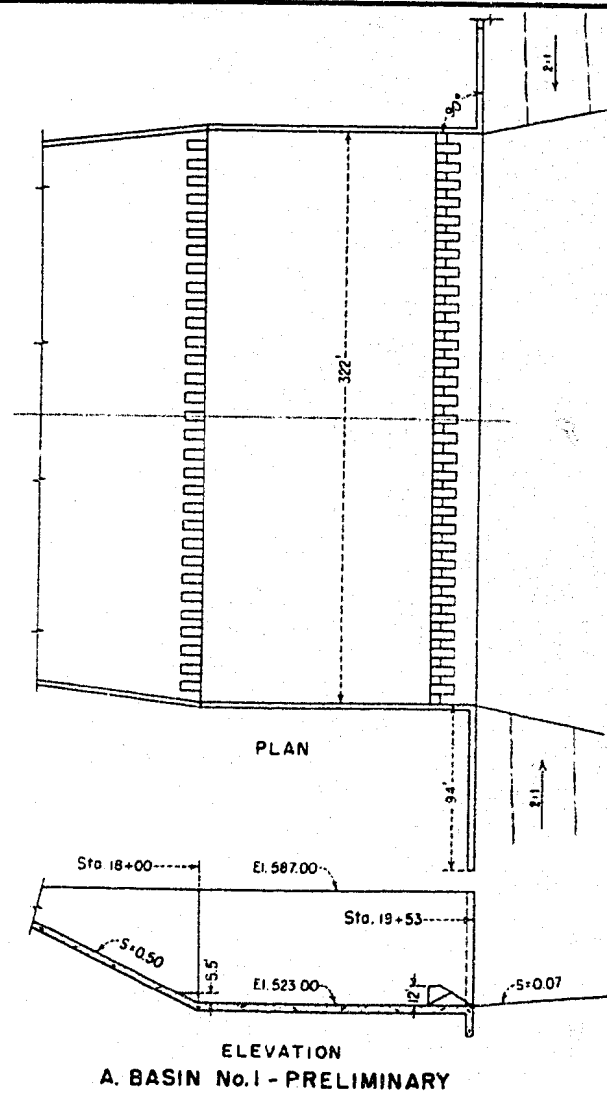 2:1
90°
322'
PLAN
94'
2:1
Sta. 18+00
El. 587.00
Sta. 19+53
S=0.50
5.5'
El. 523.00
12'
S=0.07
ELEVATION
A. BASIN No.1 - PRELIMINARY